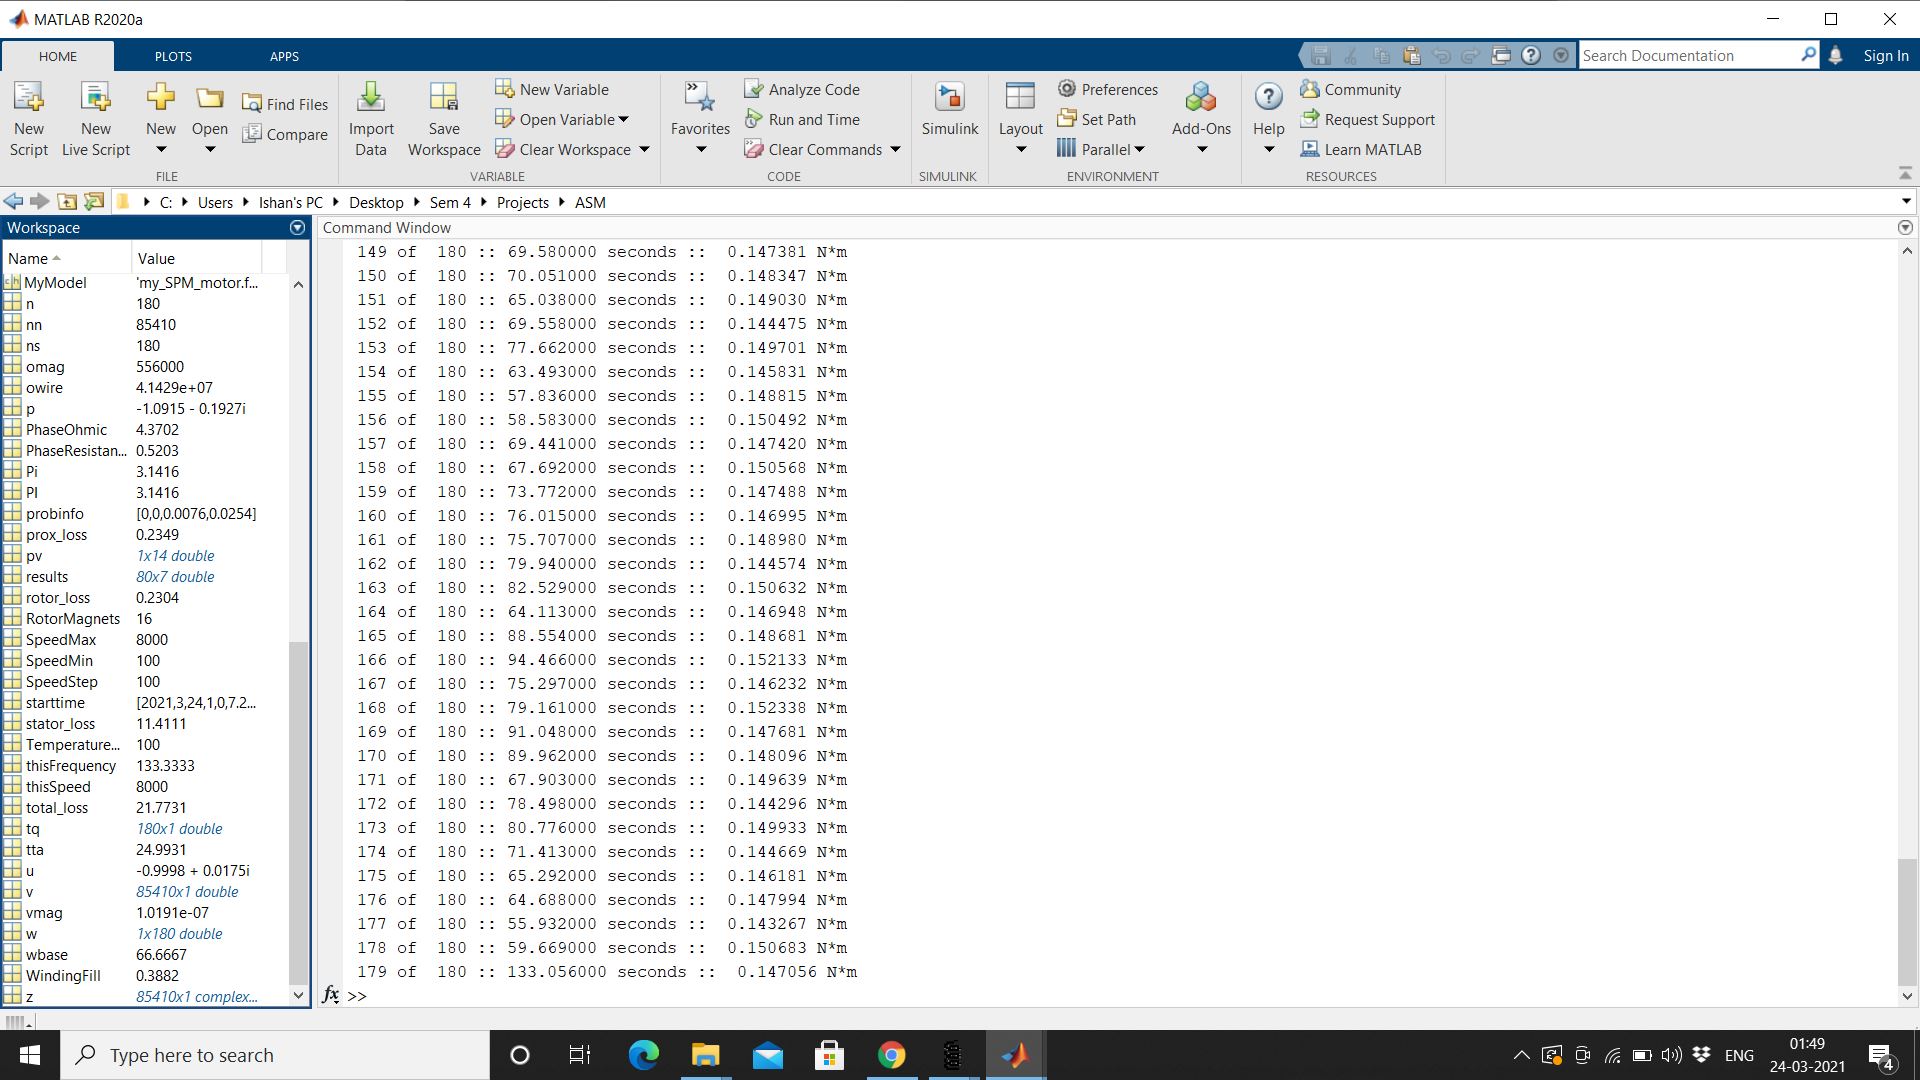 MATLAB R2020a
HOME PLOTS APPS
Search Documentation
Sign In
New Script
New Live Script
New
Open
Find Files
Compare
FILE
Import Data
Save Workspace
New Variable
Open Variable
Clear Workspace
VARIABLE
Favorites
Analyze Code
Run and Time
Clear Commands
CODE
Simulink
SIMULINK
Layout
Preferences
Set Path
Parallel
Add-Ons
ENVIRONMENT
Help
Community
Request Support
Learn MATLAB
RESOURCES
C: Users Ishan's PC Desktop Sem 4 Projects ASM
Workspace
Name Value
MyModel 'my_SPM_motor.f...
n 180
nn 85410
ns 180
omag 556000
owire 4.1429e+07
p -1.0915 - 0.1927i
PhaseOhmic 4.3702
PhaseResistan... 0.5203
Pi 3.1416
PI 3.1416
probinfo [0,0,0.0076,0.0254]
prox_loss 0.2349
pv 1x14 double
results 80x7 double
rotor_loss 0.2304
RotorMagnets 16
SpeedMax 8000
SpeedMin 100
SpeedStep 100
starttime [2021,3,24,1,0,7.2...
stator_loss 11.4111
Temperature... 100
thisFrequency 133.3333
thisSpeed 8000
total_loss 21.7731
tq 180x1 double
tta 24.9931
u -0.9998 + 0.0175i
v 85410x1 double
vmag 1.0191e-07
w 1x180 double
wbase 66.6667
WindingFill 0.3882
z 85410x1 complex...
Command Window
149 of 180 :: 69.580000 seconds :: 0.147381 N*m
150 of 180 :: 70.051000 seconds :: 0.148347 N*m
151 of 180 :: 65.038000 seconds :: 0.149030 N*m
152 of 180 :: 69.558000 seconds :: 0.144475 N*m
153 of 180 :: 77.662000 seconds :: 0.149701 N*m
154 of 180 :: 63.493000 seconds :: 0.145831 N*m
155 of 180 :: 57.836000 seconds :: 0.148815 N*m
156 of 180 :: 58.583000 seconds :: 0.150492 N*m
157 of 180 :: 69.441000 seconds :: 0.147420 N*m
158 of 180 :: 67.692000 seconds :: 0.150568 N*m
159 of 180 :: 73.772000 seconds :: 0.147488 N*m
160 of 180 :: 76.015000 seconds :: 0.146995 N*m
161 of 180 :: 75.707000 seconds :: 0.148980 N*m
162 of 180 :: 79.940000 seconds :: 0.144574 N*m
163 of 180 :: 82.529000 seconds :: 0.150632 N*m
164 of 180 :: 64.113000 seconds :: 0.146948 N*m
165 of 180 :: 88.554000 seconds :: 0.148681 N*m
166 of 180 :: 94.466000 seconds :: 0.152133 N*m
167 of 180 :: 75.297000 seconds :: 0.146232 N*m
168 of 180 :: 79.161000 seconds :: 0.152338 N*m
169 of 180 :: 91.048000 seconds :: 0.147681 N*m
170 of 180 :: 89.962000 seconds :: 0.148096 N*m
171 of 180 :: 67.903000 seconds :: 0.149639 N*m
172 of 180 :: 78.498000 seconds :: 0.144296 N*m
173 of 180 :: 80.776000 seconds :: 0.149933 N*m
174 of 180 :: 71.413000 seconds :: 0.144669 N*m
175 of 180 :: 65.292000 seconds :: 0.146181 N*m
176 of 180 :: 64.688000 seconds :: 0.147994 N*m
177 of 180 :: 55.932000 seconds :: 0.143267 N*m
178 of 180 :: 59.669000 seconds :: 0.150683 N*m
179 of 180 :: 133.056000 seconds :: 0.147056 N*m
fx >>
Type here to search
ENG
01:49
24-03-2021
4